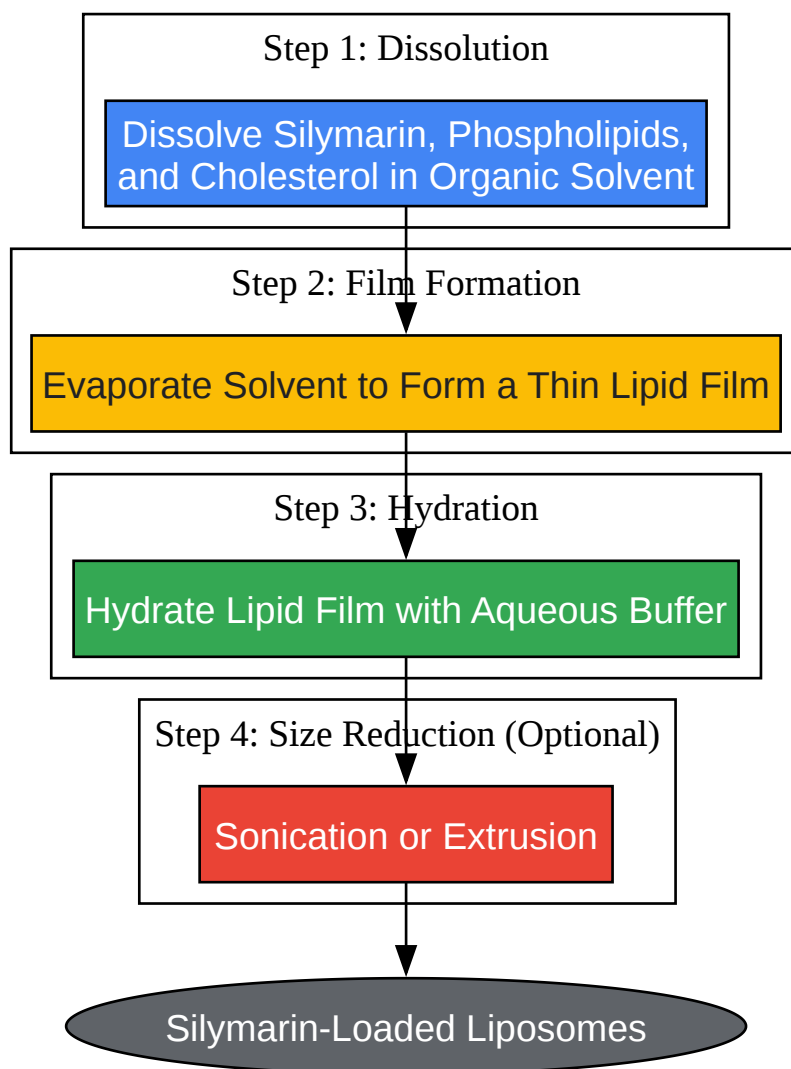 Step 1: Dissolution
Dissolve Silymarin, Phospholipids,
and Cholesterol in Organic Solvent
Step 2: Film Formation
Evaporate Solvent to Form a Thin Lipid Film
Step 3: Hydration
Hydrate Lipid Film with Aqueous Buffer
Step 4: Size Reduction (Optional)
Sonication or Extrusion
Silymarin-Loaded Liposomes